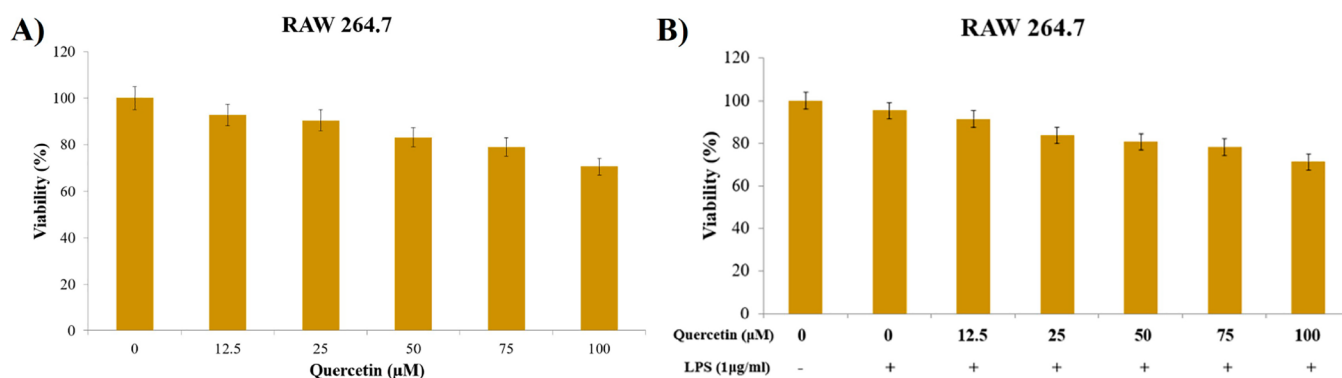 A)
RAW 264.7
Viability (%)
120
100
80
60
40
20
0
0 12.5 25 50 75 100
Quercetin (µM)
B)
RAW 264.7
Viability (%)
120
100
80
60
40
20
0
Quercetin (µM) 0 0 12.5 25 50 75 100
LPS (1µg/ml) - + + + + + +